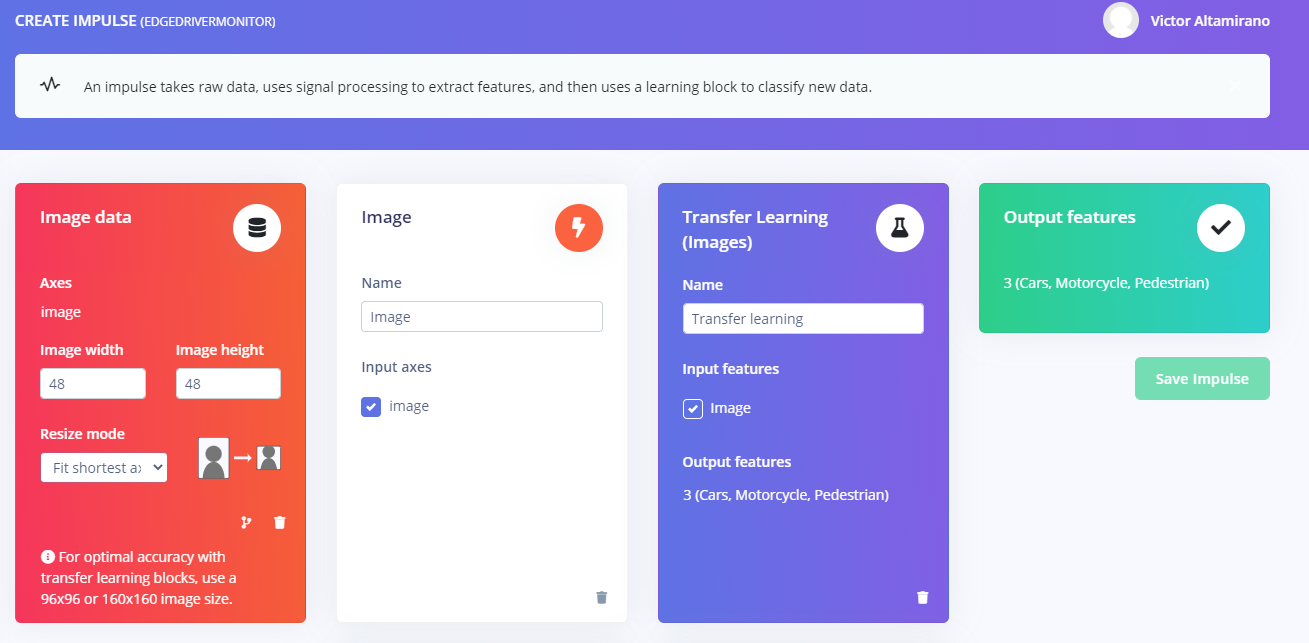 CREATE IMPULSE (EDGEDRIVERMONITOR)
Victor Altamirano
An impulse takes raw data, uses signal processing to extract features, and then uses a learning block to classify new data.
Image data
Axes
image
Image width
Image height
48
48
Resize mode
Fit shortest a
For optimal accuracy with
transfer learning blocks, use a
96x96 or 160x160 image size.
Image
Name
Image
Input axes
image
Transfer Learning
(Images)
Name
Transfer learning
Input features
Image
Output features
3 (Cars, Motorcycle, Pedestrian)
Output features
3 (Cars, Motorcycle, Pedestrian)
Save Impulse